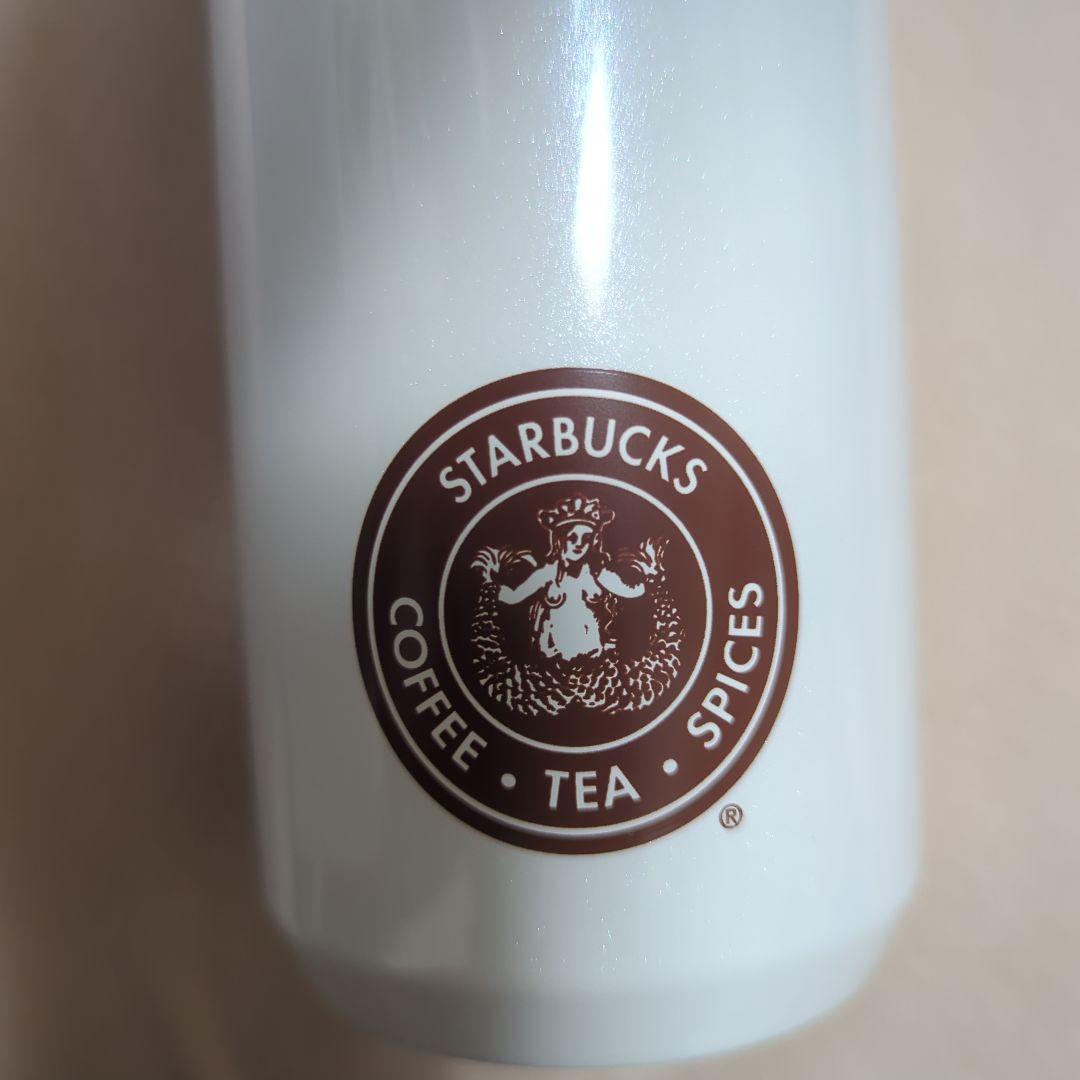 STARBUCKS
COFFEE • TEA • SPICES
®